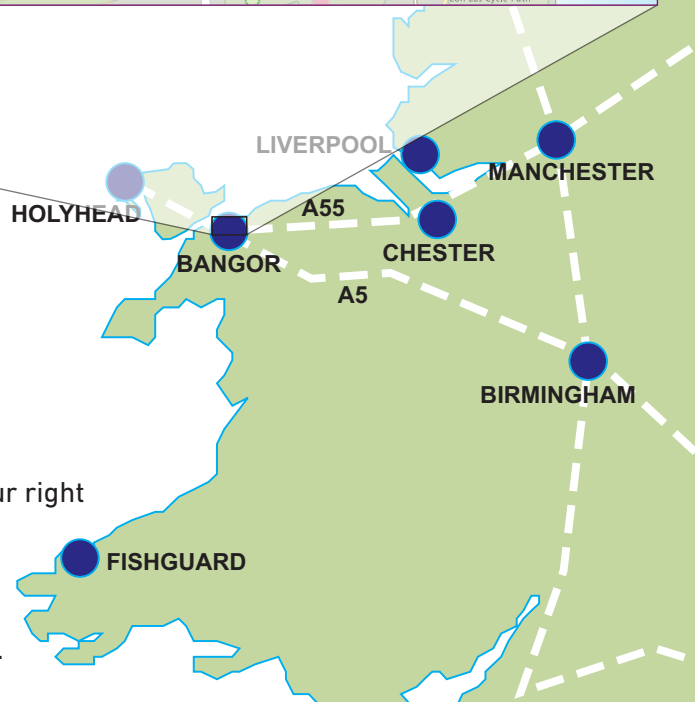 LIVERPOOL
MANCHESTER
HOLYHEAD
A55
CHESTER
BANGOR
A5
BIRMINGHAM
ur right
FISHGUARD
.